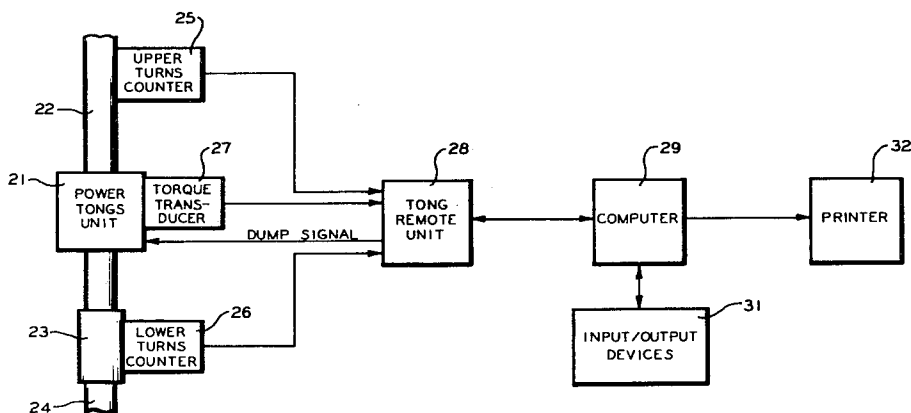 25
UPPER
TURNS
COUNTER
22
27
28
29
32
21
POWER
TONGS
UNIT
TORQUE
TRANS-
DUCER
TONG
REMOTE
UNIT
COMPUTER
PRINTER
DUMP SIGNAL
23
26
31
LOWER
TURNS
COUNTER
INPUT/OUTPUT
DEVICES
24